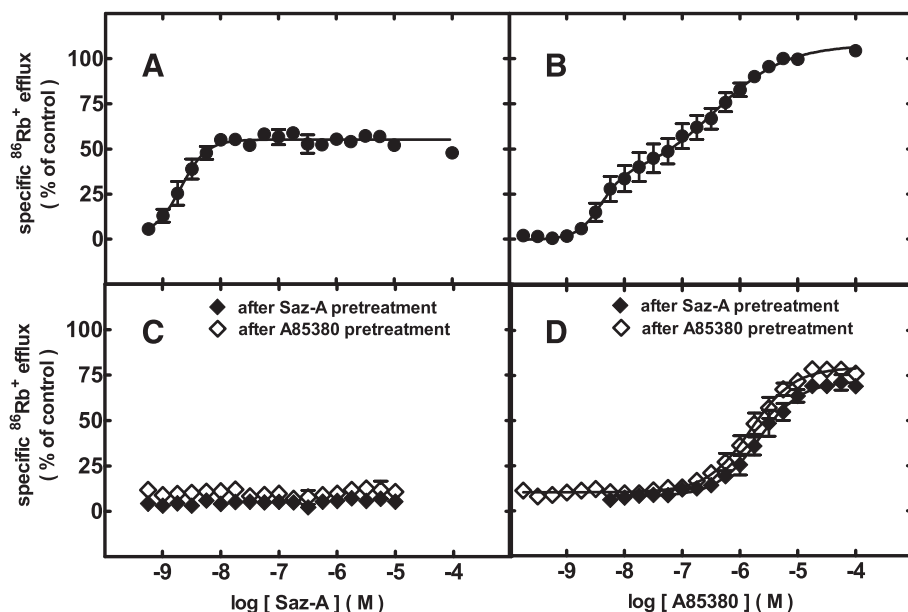 A
B
100
75
50
25
0
specific ⁸⁶Rb⁺ efflux
( % of control )
after Saz-A pretreatment
after A85380 pretreatment
after Saz-A pretreatment
after A85380 pretreatment
C
D
100
75
50
25
0
specific ⁸⁶Rb⁺ efflux
( % of control )
-9 -8 -7 -6 -5 -4
-9 -8 -7 -6 -5 -4
log [ Saz-A ] ( M )
log [ A85380 ] ( M )